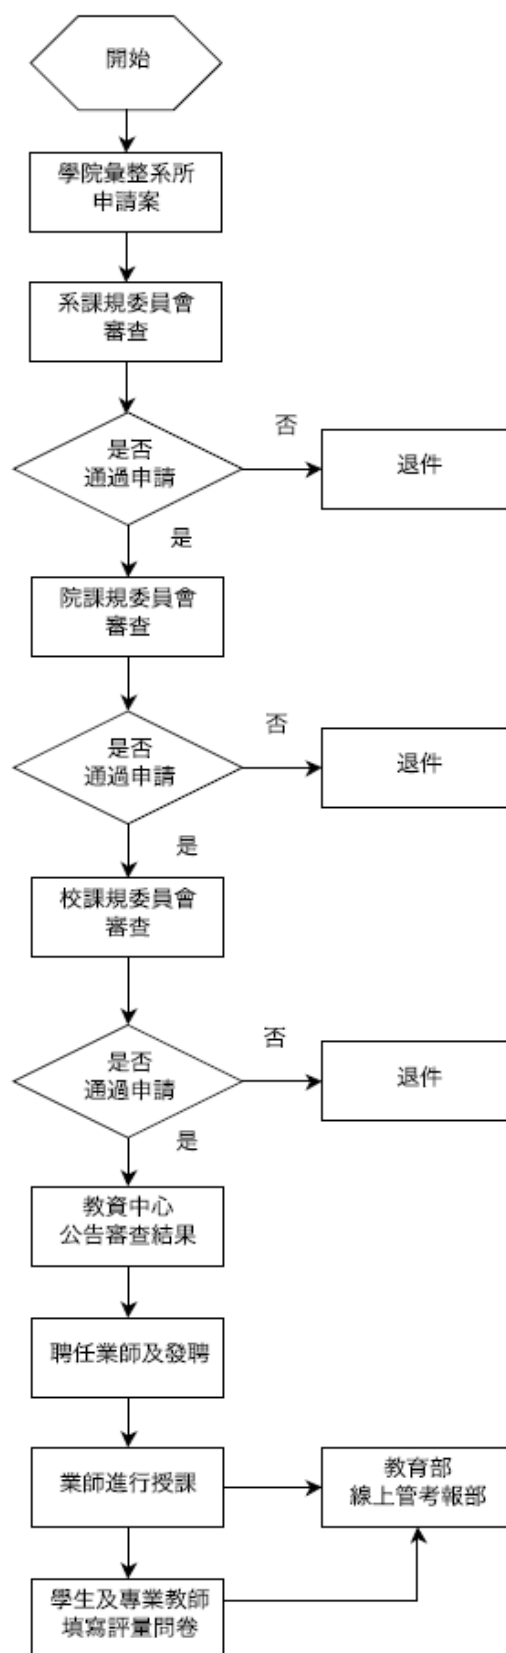 開始
學院彙整系所
申請案
系課規委員會
審查
是否
通過申請
否
退件
是
院課規委員會
審查
是否
通過申請
否
退件
是
校課規委員會
審查
是否
通過申請
否
退件
是
教資中心
公告審查結果
聘任業師及發聘
業師進行授課
教育部
線上管考報部
學生及專業教師
填寫評量問卷